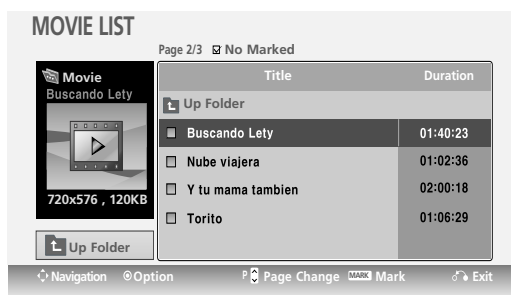 MOVIE LIST
Page 2/3 No Marked
Movie
Buscando Lety
720x576 , 120KB
Up Folder
Title Duration
Up Folder
Buscando Lety 01:40:23
Nube viajera 01:02:36
Y tu mama tambien 02:00:18
Torito 01:06:29
Navigation Option P Page Change MARK Mark Exit